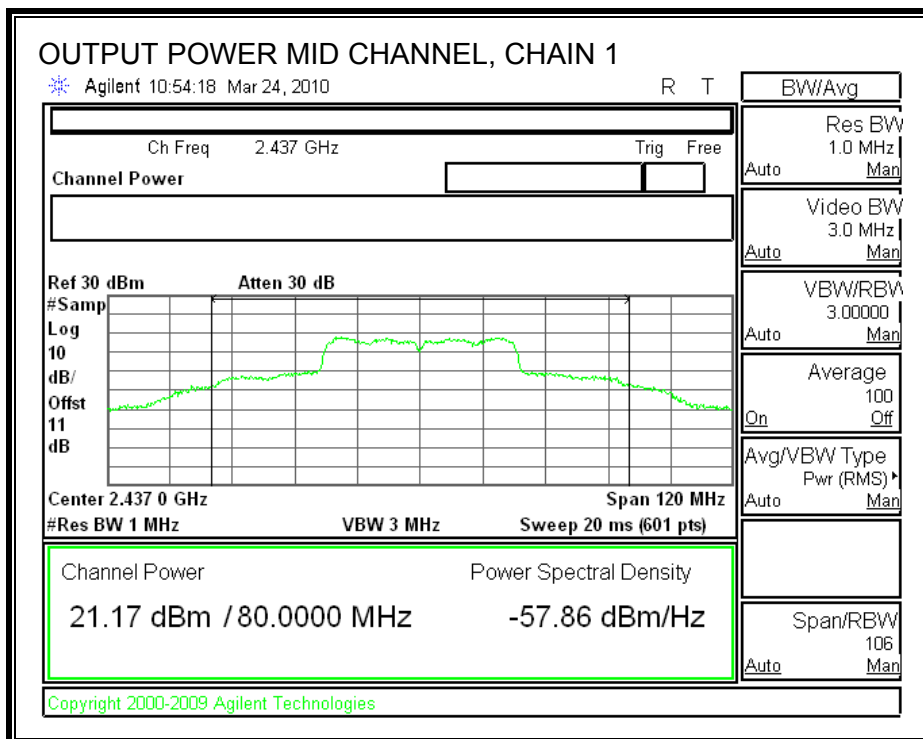 OUTPUT POWER MID CHANNEL, CHAIN 1
Agilent 10:54:18 Mar 24, 2010 R T
Ch Freq 2.437 GHz Trig Free
Channel Power
Ref 30 dBm Atten 30 dB
#Samp
Log
10
dB/
Offst
11
dB
Center 2.437 0 GHz Span 120 MHz
#Res BW 1 MHz VBW 3 MHz Sweep 20 ms (601 pts)
Channel Power Power Spectral Density
21.17 dBm / 80.0000 MHz -57.86 dBm/Hz
Copyright 2000-2009 Agilent Technologies
BW/Avg
Res BW
1.0 MHz
Auto Man
Video BW
3.0 MHz
Auto Man
VBW/RBW
3.00000
Auto Man
Average
100
On Off
Avg/VBW Type
Pwr (RMS)
Auto Man
Span/RBW
106
Auto Man